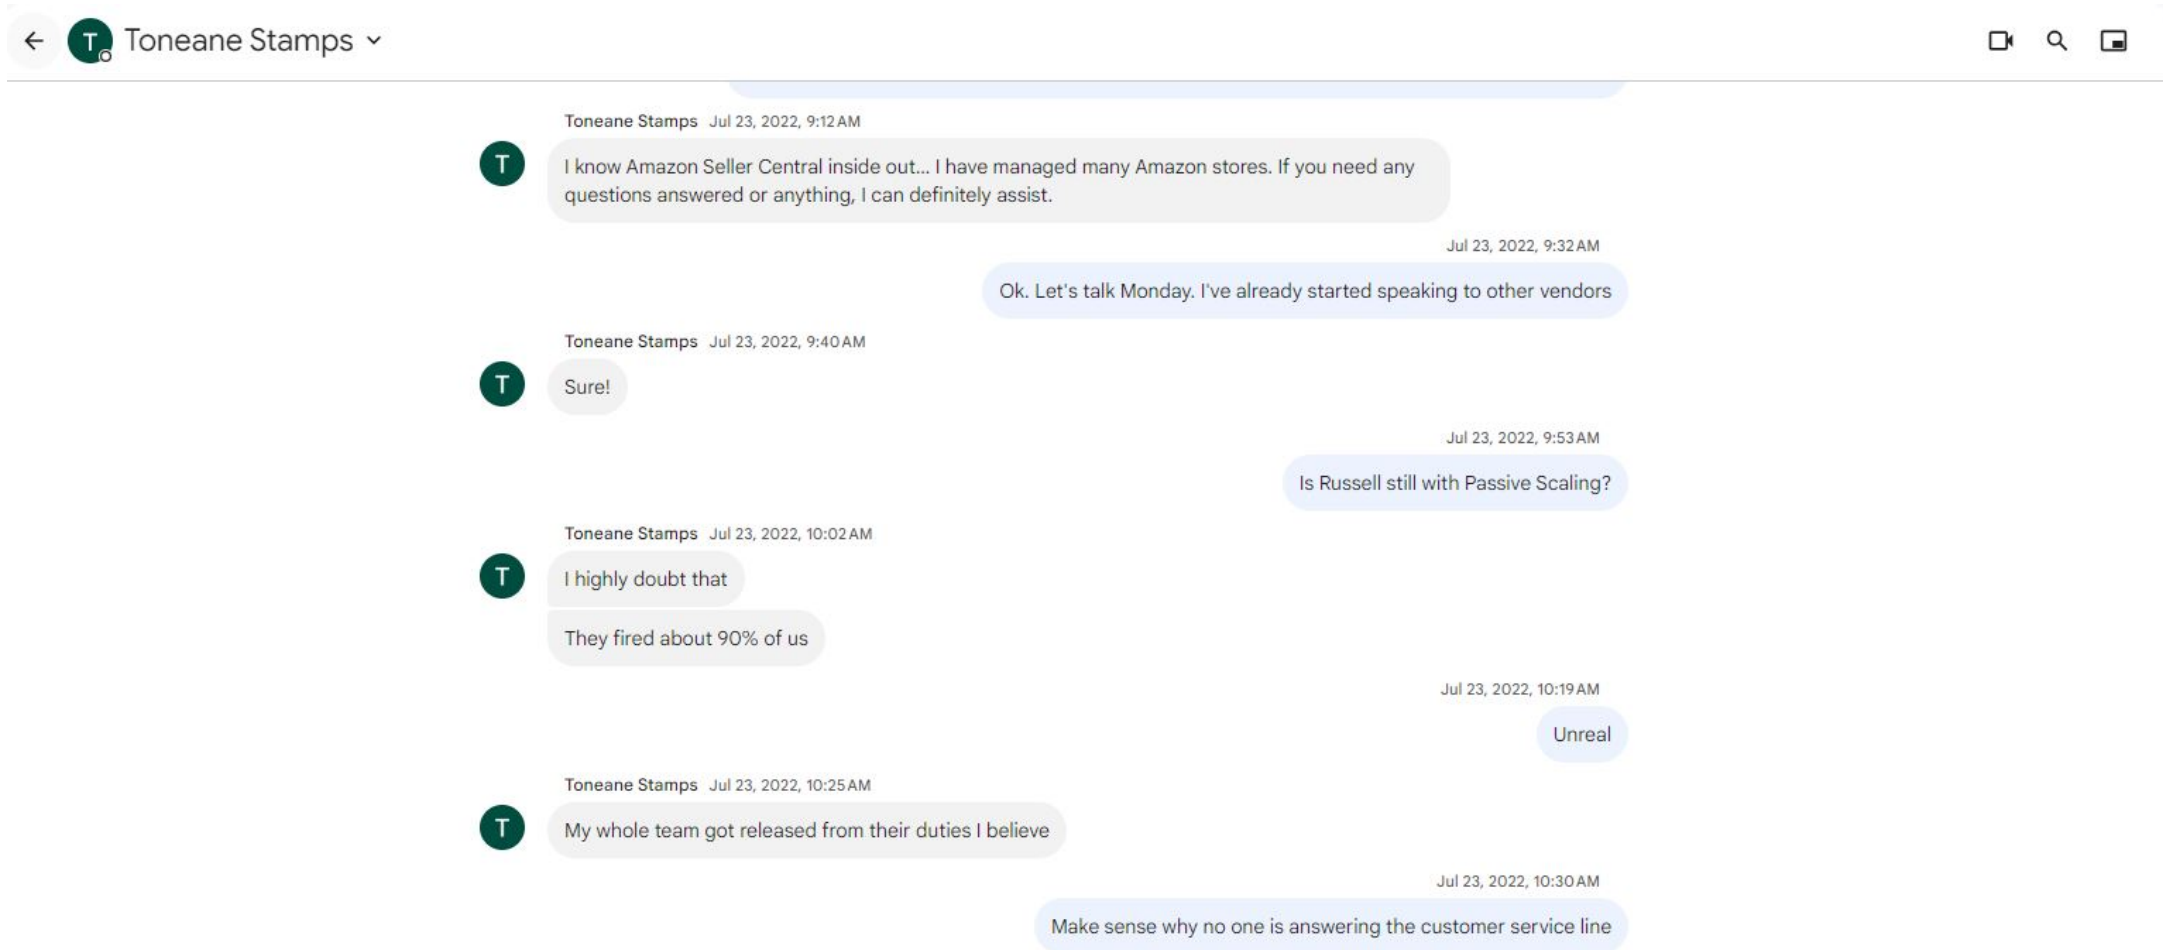 Toneane Stamps
Toneane Stamps Jul 23, 2022, 9:12 AM
T
I know Amazon Seller Central inside out... I have managed many Amazon stores. If you need any
questions answered or anything, I can definitely assist.
Jul 23, 2022, 9:32 AM
Ok. Let's talk Monday. I've already started speaking to other vendors
Toneane Stamps Jul 23, 2022, 9:40 AM
T
Sure!
Jul 23, 2022, 9:53 AM
Is Russell still with Passive Scaling?
Toneane Stamps Jul 23, 2022, 10:02 AM
T
I highly doubt that
They fired about 90% of us
Jul 23, 2022, 10:19 AM
Unreal
Toneane Stamps Jul 23, 2022, 10:25 AM
T
My whole team got released from their duties I believe
Jul 23, 2022, 10:30 AM
Make sense why no one is answering the customer service line